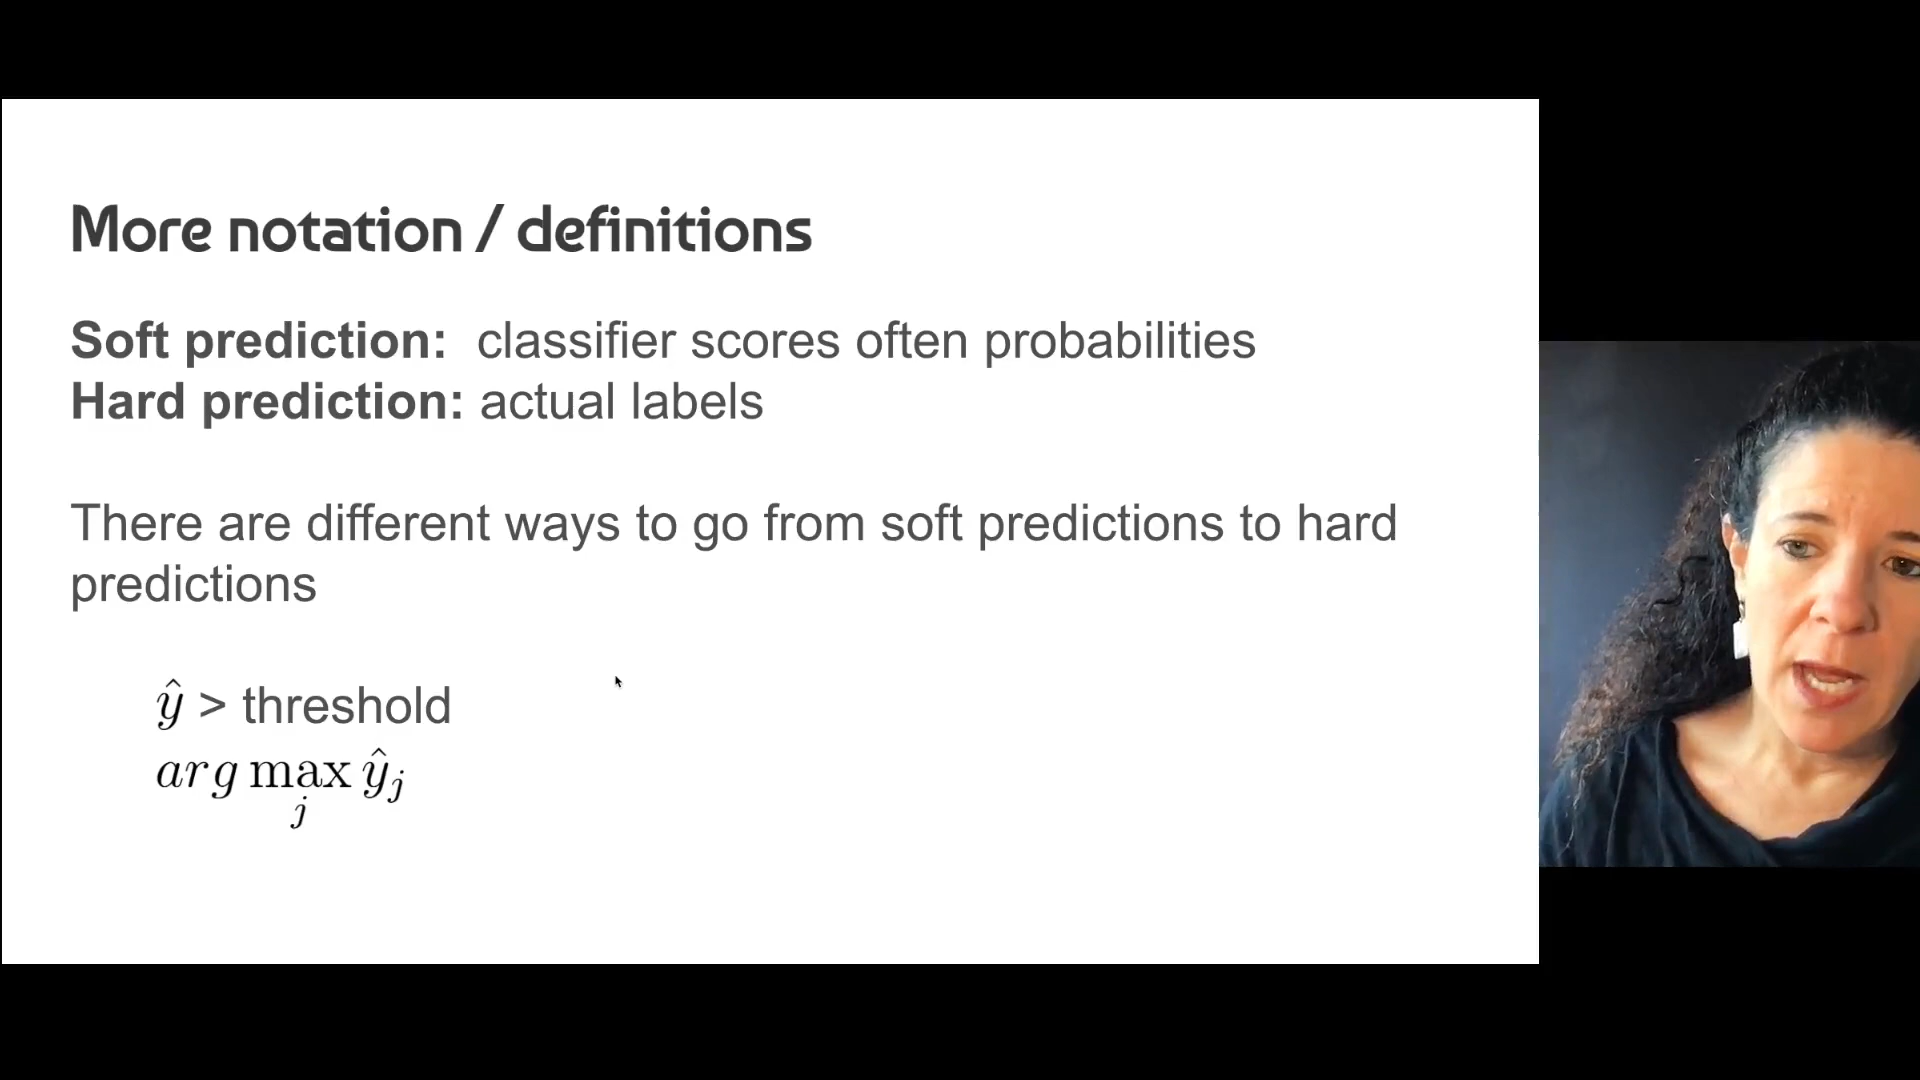 More notation / definitions
Soft prediction: classifier scores often probabilities
Hard prediction: actual labels
There are different ways to go from soft predictions to hard
predictions
ŷ > threshold
arg max ŷⱼ
j